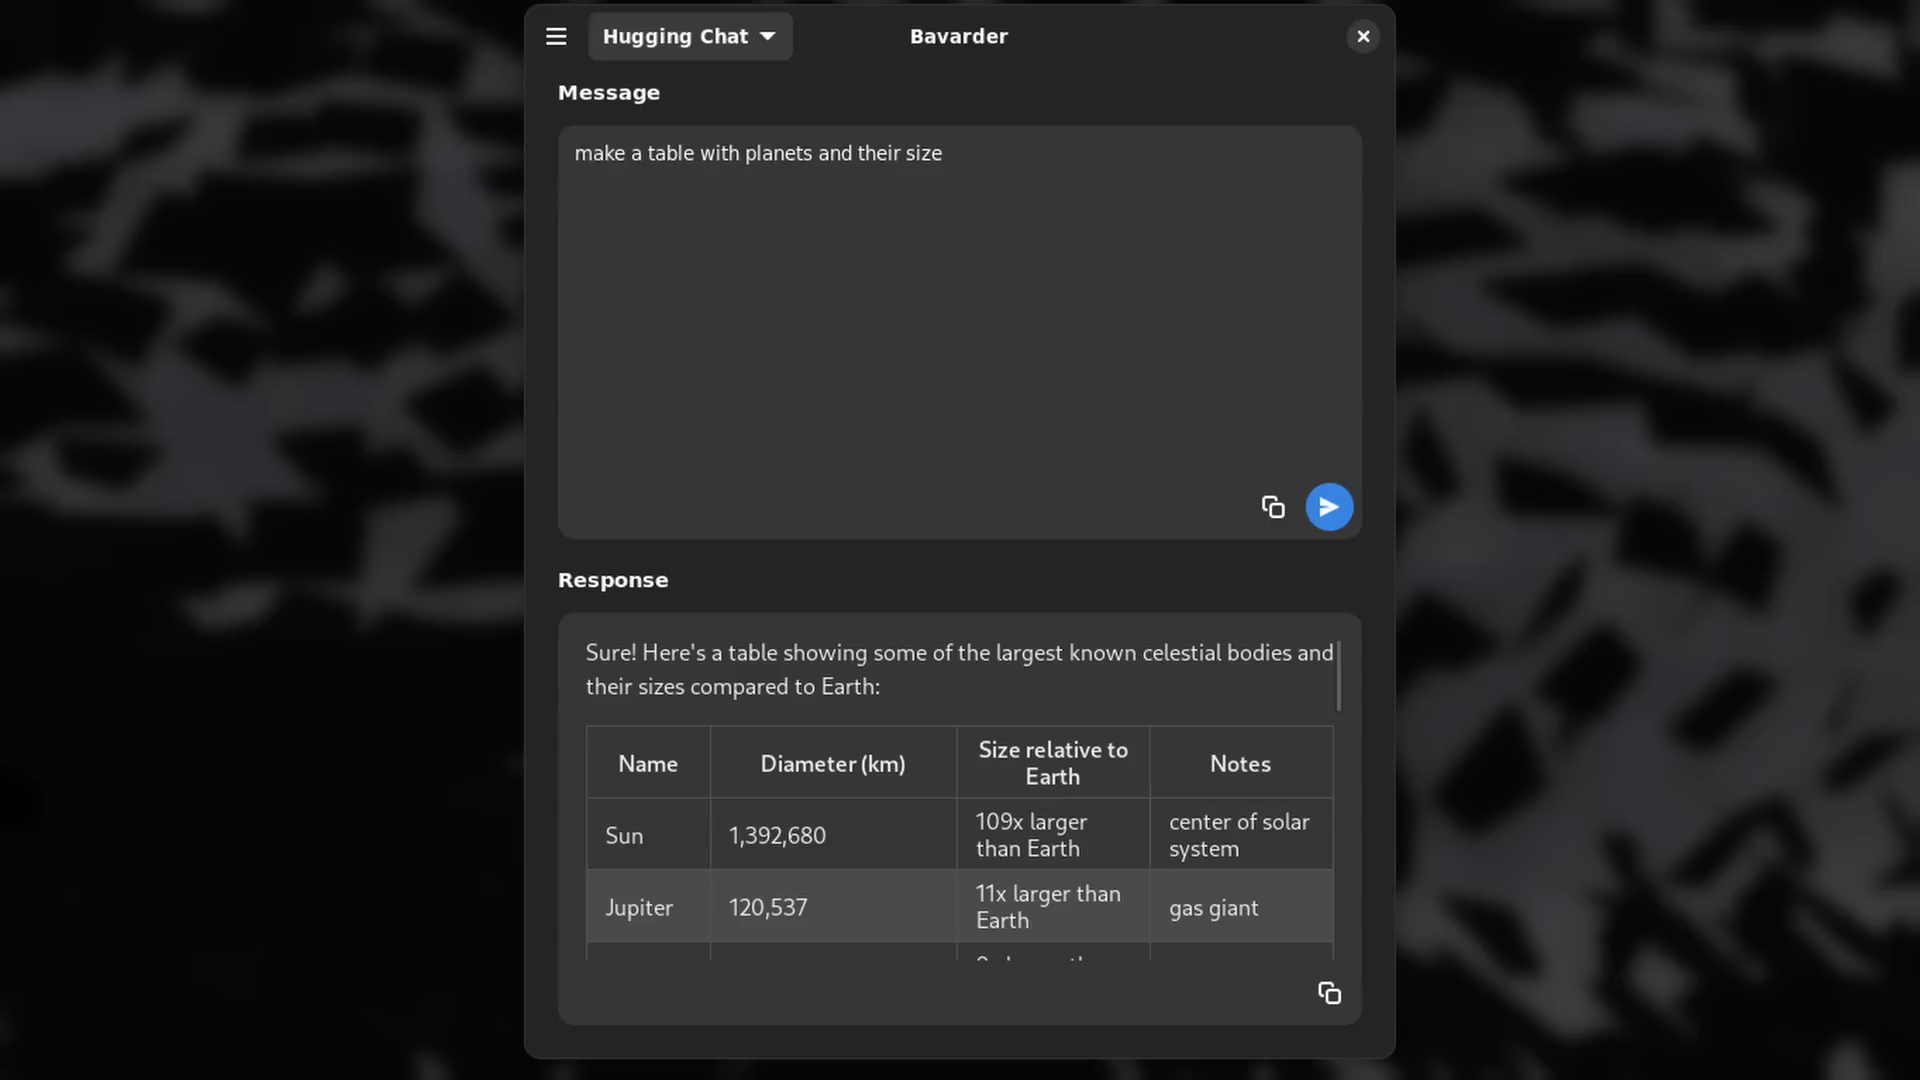 Hugging Chat
Bavarder
Message
make a table with planets and their size
Response
Sure! Here's a table showing some of the largest known celestial bodies and
their sizes compared to Earth:
Name
Diameter (km)
Size relative to
Earth
Notes
Sun
1,392,680
109x larger
than Earth
center of solar
system
Jupiter
120,537
11x larger than
Earth
gas giant